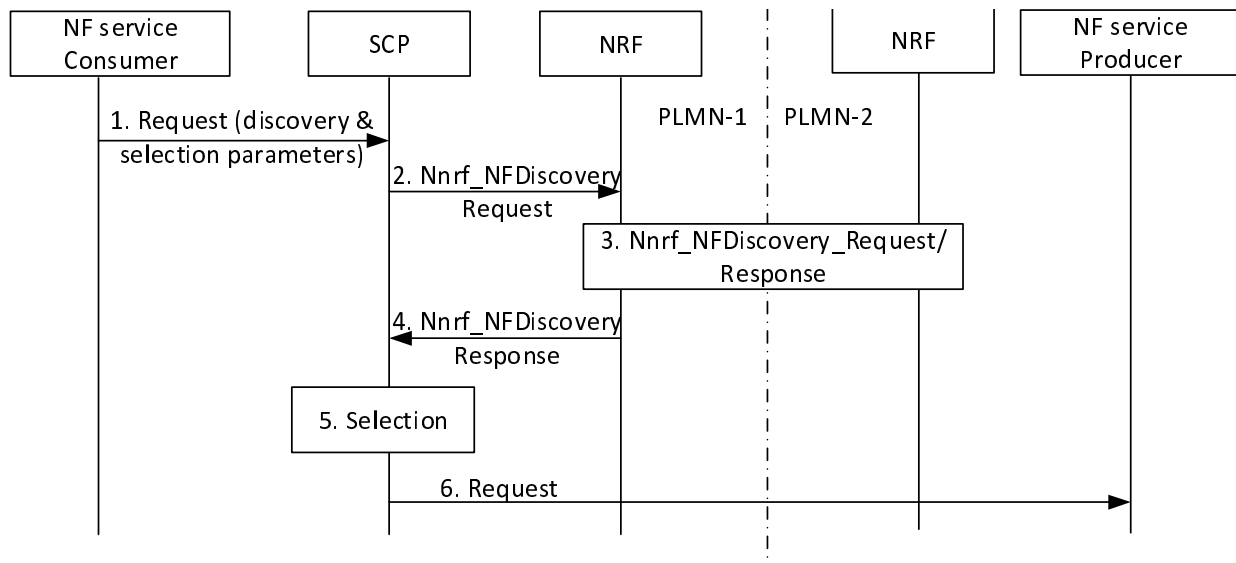 NF service
Consumer
SCP
NRF
NRF
NF service
Producer
PLMN-1
PLMN-2
1. Request (discovery &
selection parameters)
2. Nnrf_NFDiscovery
Request
3. Nnrf_NFDiscovery_Request/
Response
4. Nnrf_NFDiscovery
Response
5. Selection
6. Request